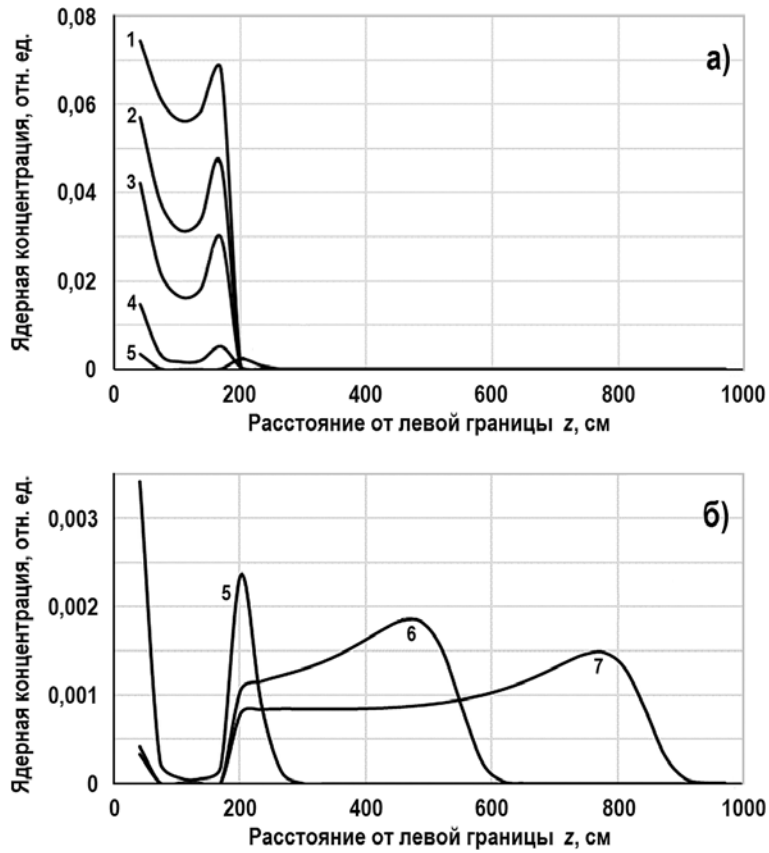 Ядерная концентрация, отн. ед.
0,08
0,06
0,04
0,02
0
1
2
3
4
5
а)
0 200 400 600 800 1000
Расстояние от левой границы z, см
Ядерная концентрация, отн. ед.
0,003
0,002
0,001
0
5
6
7
б)
0 200 400 600 800 1000
Расстояние от левой границы z, см